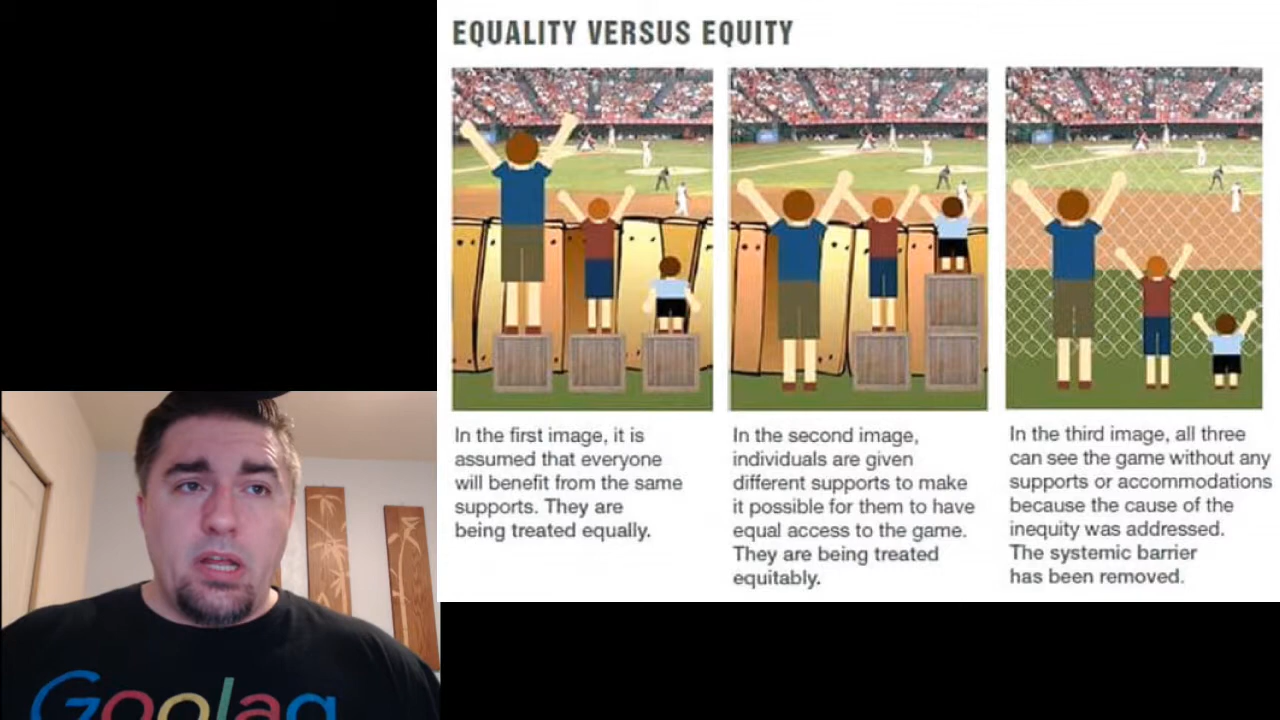 EQUALITY VERSUS EQUITY
In the first image, it is
assumed that everyone
will benefit from the same
supports. They are
being treated equally.
In the second image,
individuals are given
different supports to make
it possible for them to have
equal access to the game.
They are being treated
equitably.
In the third image, all three
can see the game without any
supports or accommodations
because the cause of the
inequity was addressed.
The systemic barrier
has been removed.
Goolag